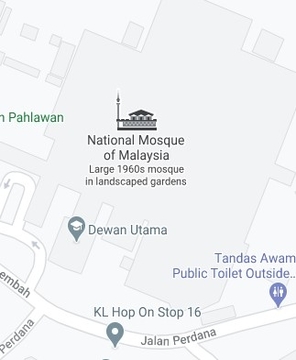 n Pahlawan
National Mosque
of Malaysia
Large 1960s mosque
in landscaped gardens
Dewan Utama
Tandas Awam
Public Toilet Outside...
embah
Perdana
KL Hop On Stop 16
Jalan Perdana